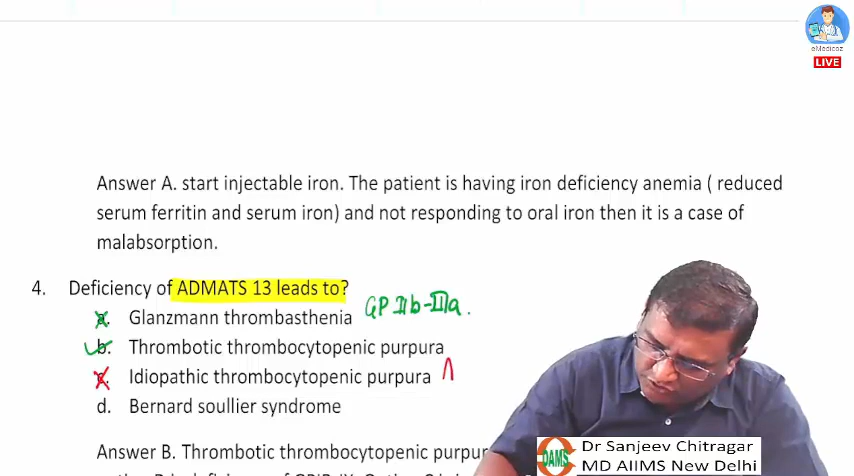 eMedicoz
LIVE
Answer A. start injectable iron. The patient is having iron deficiency anemia ( reduced
serum ferritin and serum iron) and not responding to oral iron then it is a case of
malabsorption.
4. Deficiency of ADMATS 13 leads to?
a. Glanzmann thrombasthenia GP IIb-IIIa.
b. Thrombotic thrombocytopenic purpura
c. Idiopathic thrombocytopenic purpura
d. Bernard soullier syndrome
Answer B. Thrombotic thrombocytopenic purpur
DAMS
Dr Sanjeev Chitragar
MD AIIMS New Delhi